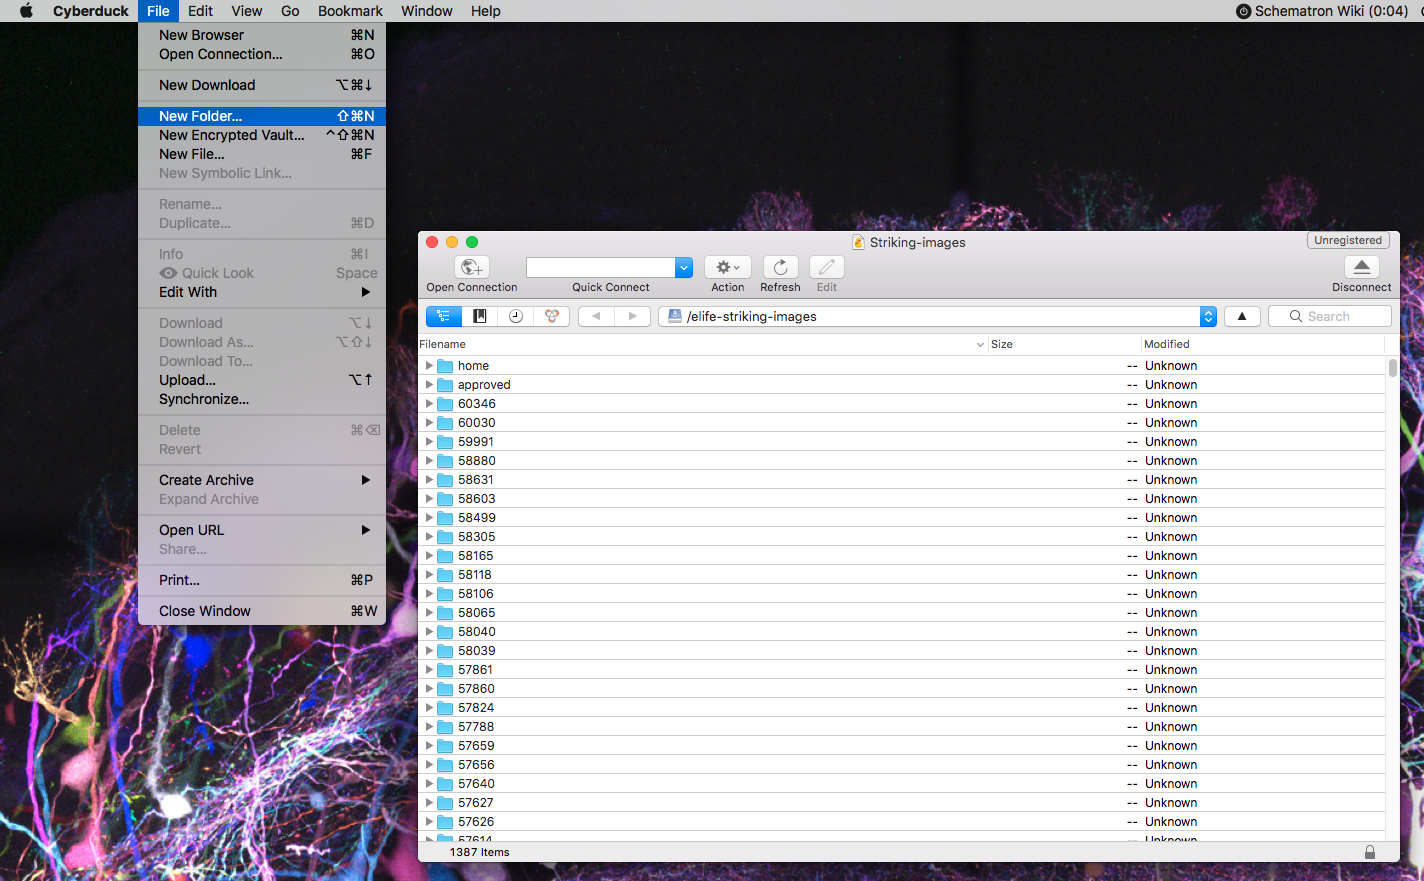 Cyberduck File Edit View Go Bookmark Window Help Schematron Wiki (0:04)
New Browser ⌘N
Open Connection... ⌘O
New Download ⌥⌘↓
New Folder... ⇧⌘N
New Encrypted Vault... ^⇧⌘N
New File... ⌘F
New Symbolic Link...
Rename...
Duplicate... ⌘D
Info ⌘I
Quick Look Space
Edit With
Download ⌥↓
Download As... ⌥⇧↓
Download To...
Upload... ⌥↑
Synchronize...
Delete ⌘⌫
Revert
Create Archive
Expand Archive
Open URL
Share...
Print... ⌘P
Close Window ⌘W
Striking-images
Unregistered
Open Connection Quick Connect Action Refresh Edit Disconnect
/elife-striking-images Search
Filename Size Modified
home -- Unknown
approved -- Unknown
60346 -- Unknown
60030 -- Unknown
59991 -- Unknown
58880 -- Unknown
58631 -- Unknown
58603 -- Unknown
58499 -- Unknown
58305 -- Unknown
58165 -- Unknown
58118 -- Unknown
58106 -- Unknown
58065 -- Unknown
58040 -- Unknown
58039 -- Unknown
57861 -- Unknown
57860 -- Unknown
57824 -- Unknown
57788 -- Unknown
57659 -- Unknown
57656 -- Unknown
57640 -- Unknown
57627 -- Unknown
57626 -- Unknown
57614 -- Unknown
1387 Items